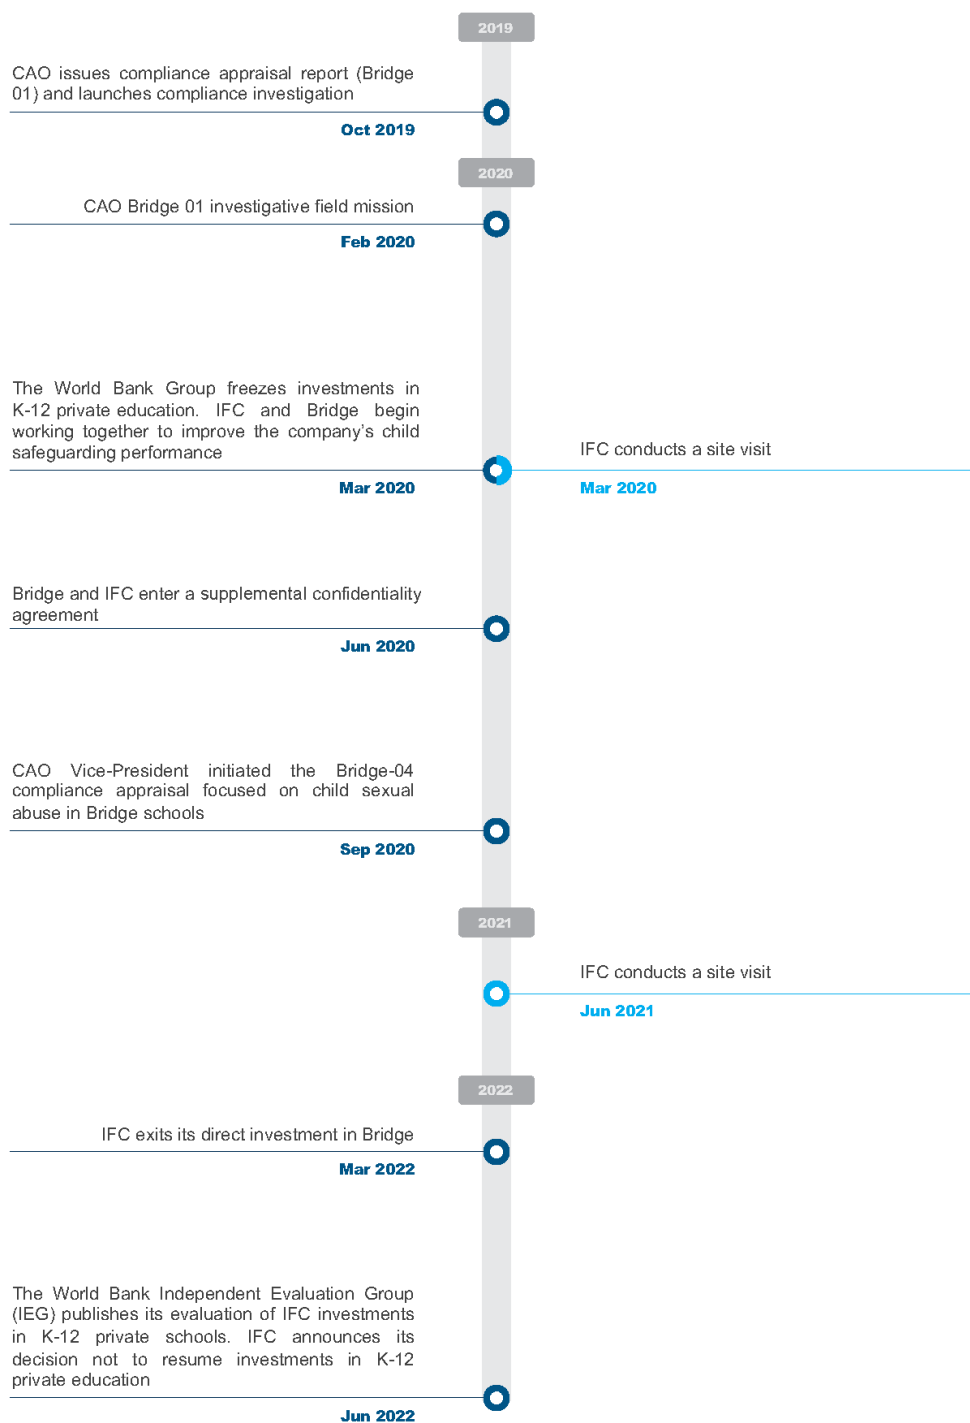 2019
CAO issues compliance appraisal report (Bridge
01) and launches compliance investigation
Oct 2019
2020
CAO Bridge 01 investigative field mission
Feb 2020
The World Bank Group freezes investments in
K-12 private education. IFC and Bridge begin
working together to improve the company’s child
safeguarding performance
Mar 2020
IFC conducts a site visit
Mar 2020
Bridge and IFC enter a supplemental confidentiality
agreement
Jun 2020
CAO Vice-President initiated the Bridge-04
compliance appraisal focused on child sexual
abuse in Bridge schools
Sep 2020
2021
IFC conducts a site visit
Jun 2021
2022
IFC exits its direct investment in Bridge
Mar 2022
The World Bank Independent Evaluation Group
(IEG) publishes its evaluation of IFC investments
in K-12 private schools. IFC announces its
decision not to resume investments in K-12
private education
Jun 2022